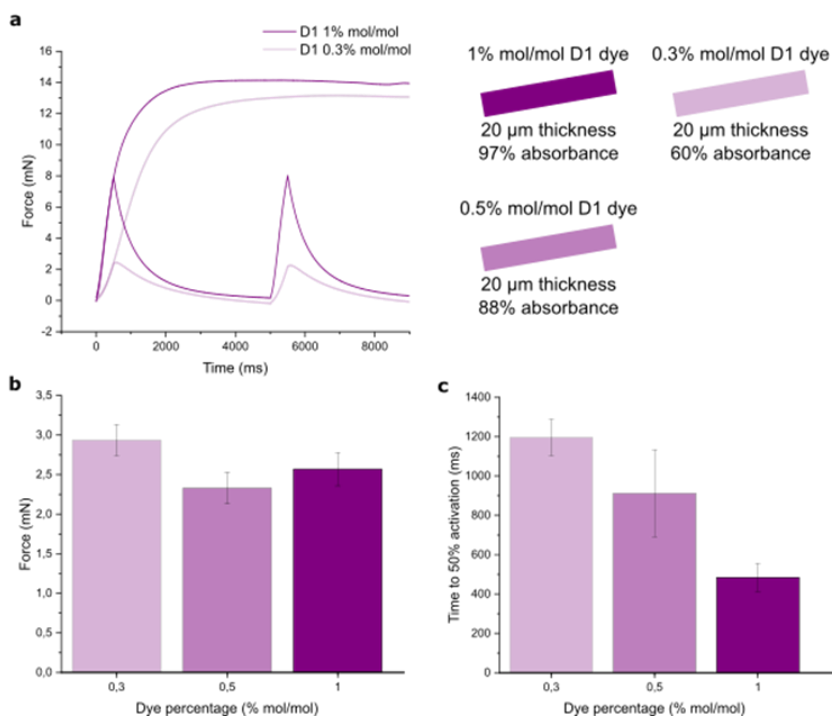 a
D1 1% mol/mol
D1 0.3% mol/mol
16
14
12
10
8
6
4
2
0
-2
Force (mN)
0
2000
4000
6000
8000
Time (ms)
1% mol/mol D1 dye
20 µm thickness
97% absorbance
0.3% mol/mol D1 dye
20 µm thickness
60% absorbance
0.5% mol/mol D1 dye
20 µm thickness
88% absorbance
b
3,5
3,0
2,5
2,0
1,5
1,0
0,5
0,0
Force (mN)
0,3
0,5
1
Dye percentage (% mol/mol)
c
1400
1200
1000
800
600
400
200
0
Time to 50% activation (ms)
0,3
0,5
1
Dye percentage (% mol/mol)